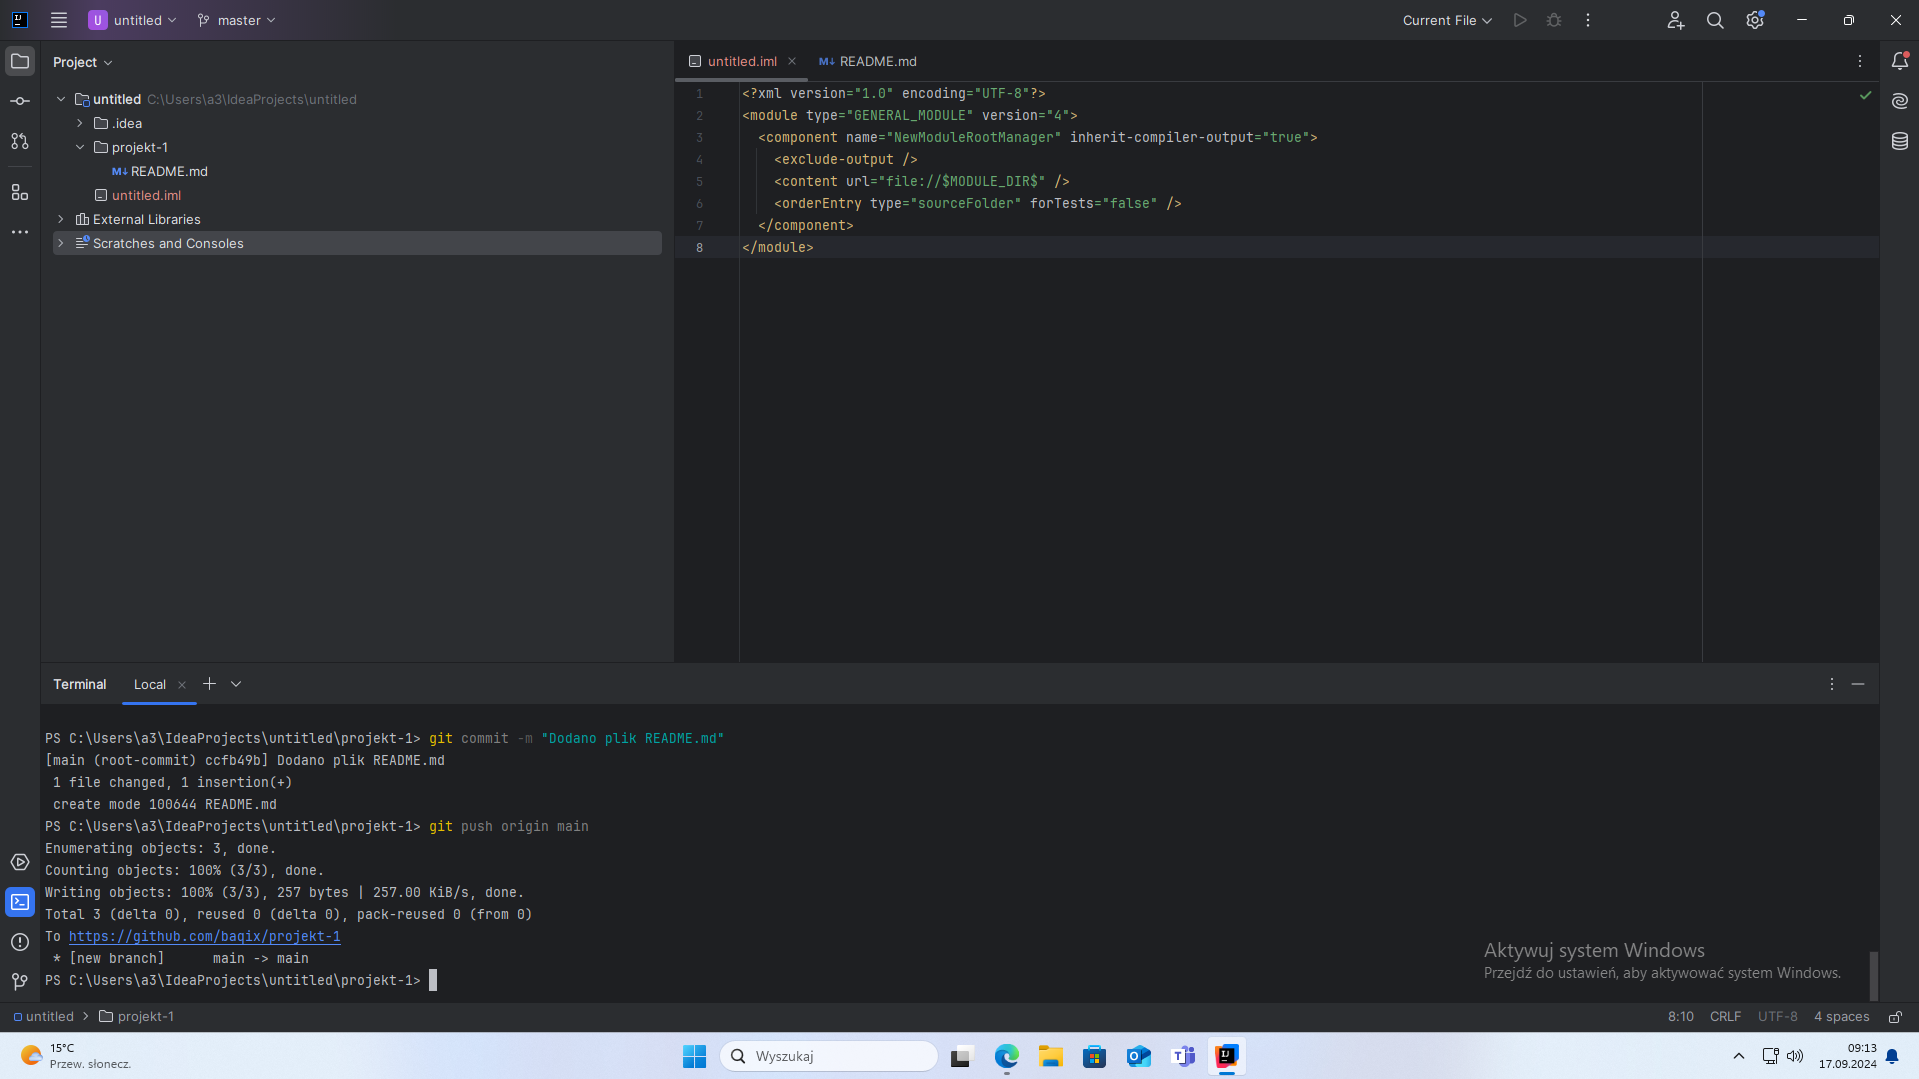 U untitled
master
Current File
Project
untitled C:\Users\a3\IdeaProjects\untitled
.idea
projekt-1
M↓ README.md
untitled.iml
External Libraries
Scratches and Consoles
untitled.iml
M↓ README.md
1 <?xml version="1.0" encoding="UTF-8"?>
2 <module type="GENERAL_MODULE" version="4">
3   <component name="NewModuleRootManager" inherit-compiler-output="true">
4     <exclude-output />
5     <content url="file://$MODULE_DIR$" />
6     <orderEntry type="sourceFolder" forTests="false" />
7   </component>
8 </module>
Terminal Local
PS C:\Users\a3\IdeaProjects\untitled\projekt-1> git commit -m "Dodano plik README.md"
[main (root-commit) ccfb49b] Dodano plik README.md
 1 file changed, 1 insertion(+)
 create mode 100644 README.md
PS C:\Users\a3\IdeaProjects\untitled\projekt-1> git push origin main
Enumerating objects: 3, done.
Counting objects: 100% (3/3), done.
Writing objects: 100% (3/3), 257 bytes | 257.00 KiB/s, done.
Total 3 (delta 0), reused 0 (delta 0), pack-reused 0 (from 0)
To https://github.com/baqix/projekt-1
 * [new branch]      main -> main
PS C:\Users\a3\IdeaProjects\untitled\projekt-1>
Aktywuj system Windows
Przejdź do ustawień, aby aktywować system Windows.
untitled > projekt-1
8:10 CRLF UTF-8 4 spaces
15°C
Przew. słonecz.
Wyszukaj
09:13
17.09.2024